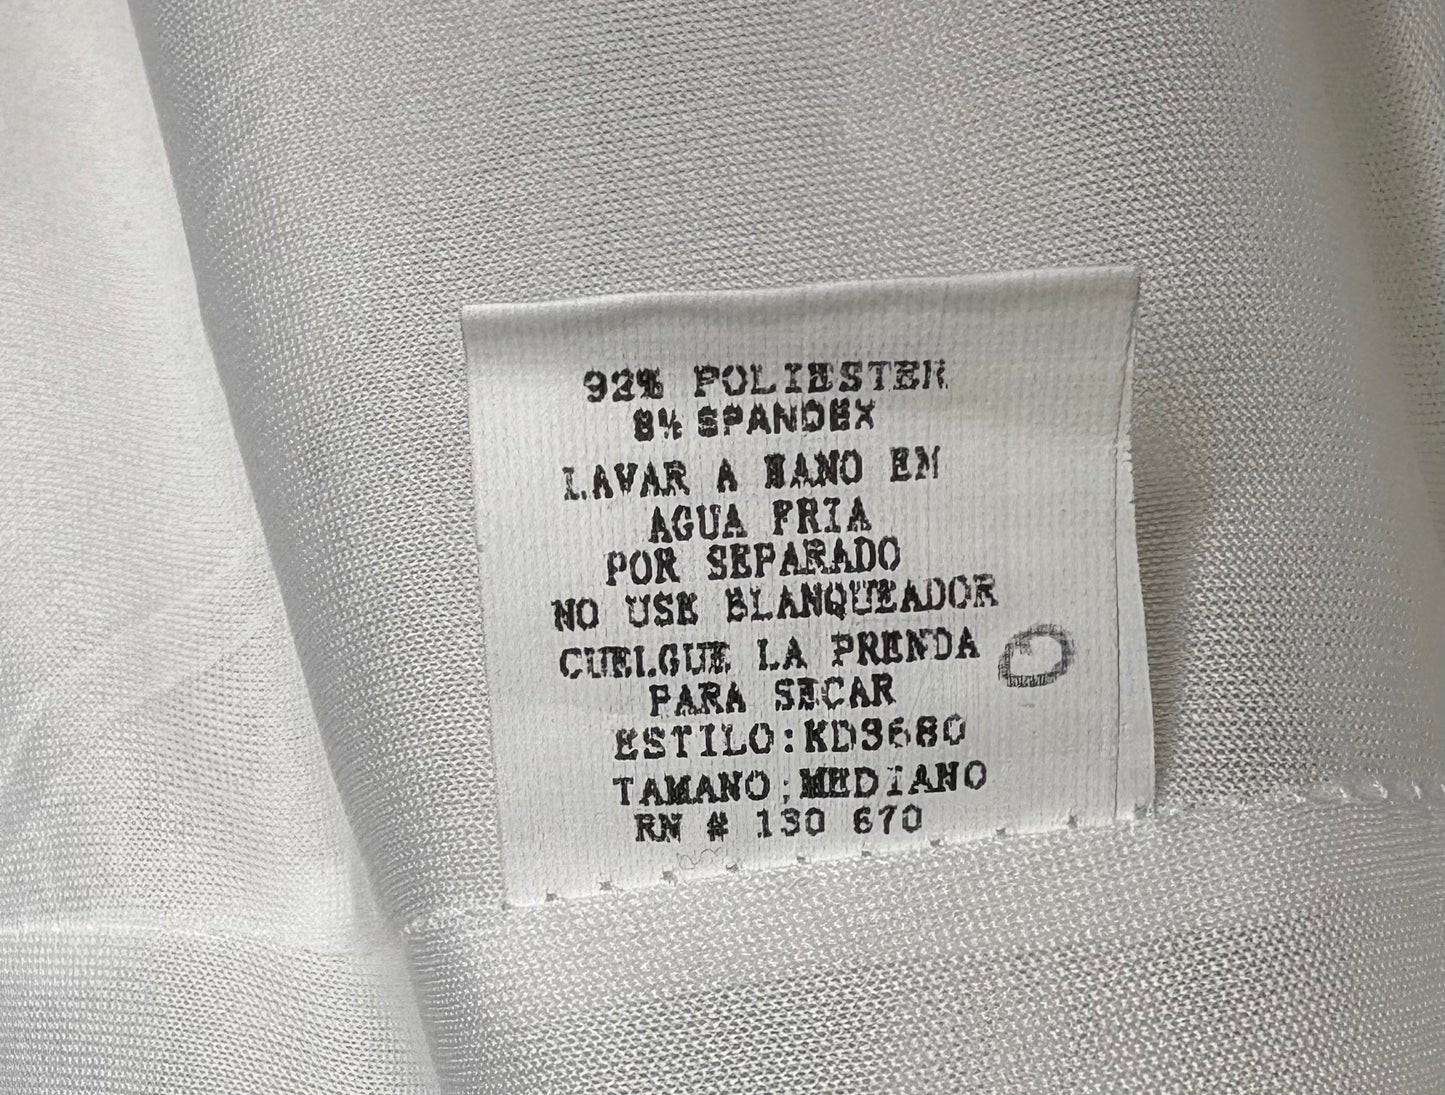 92% POLIESTER
8% SPANDEX
LAVAR A MANO EN
AGUA FRIA
POR SEPARADO
NO USE BLANQUEADOR
CUELGUE LA PRENDA
PARA SECAR
ESTILO:KD3680
TAMANO:MEDIANO
RN # 130 670